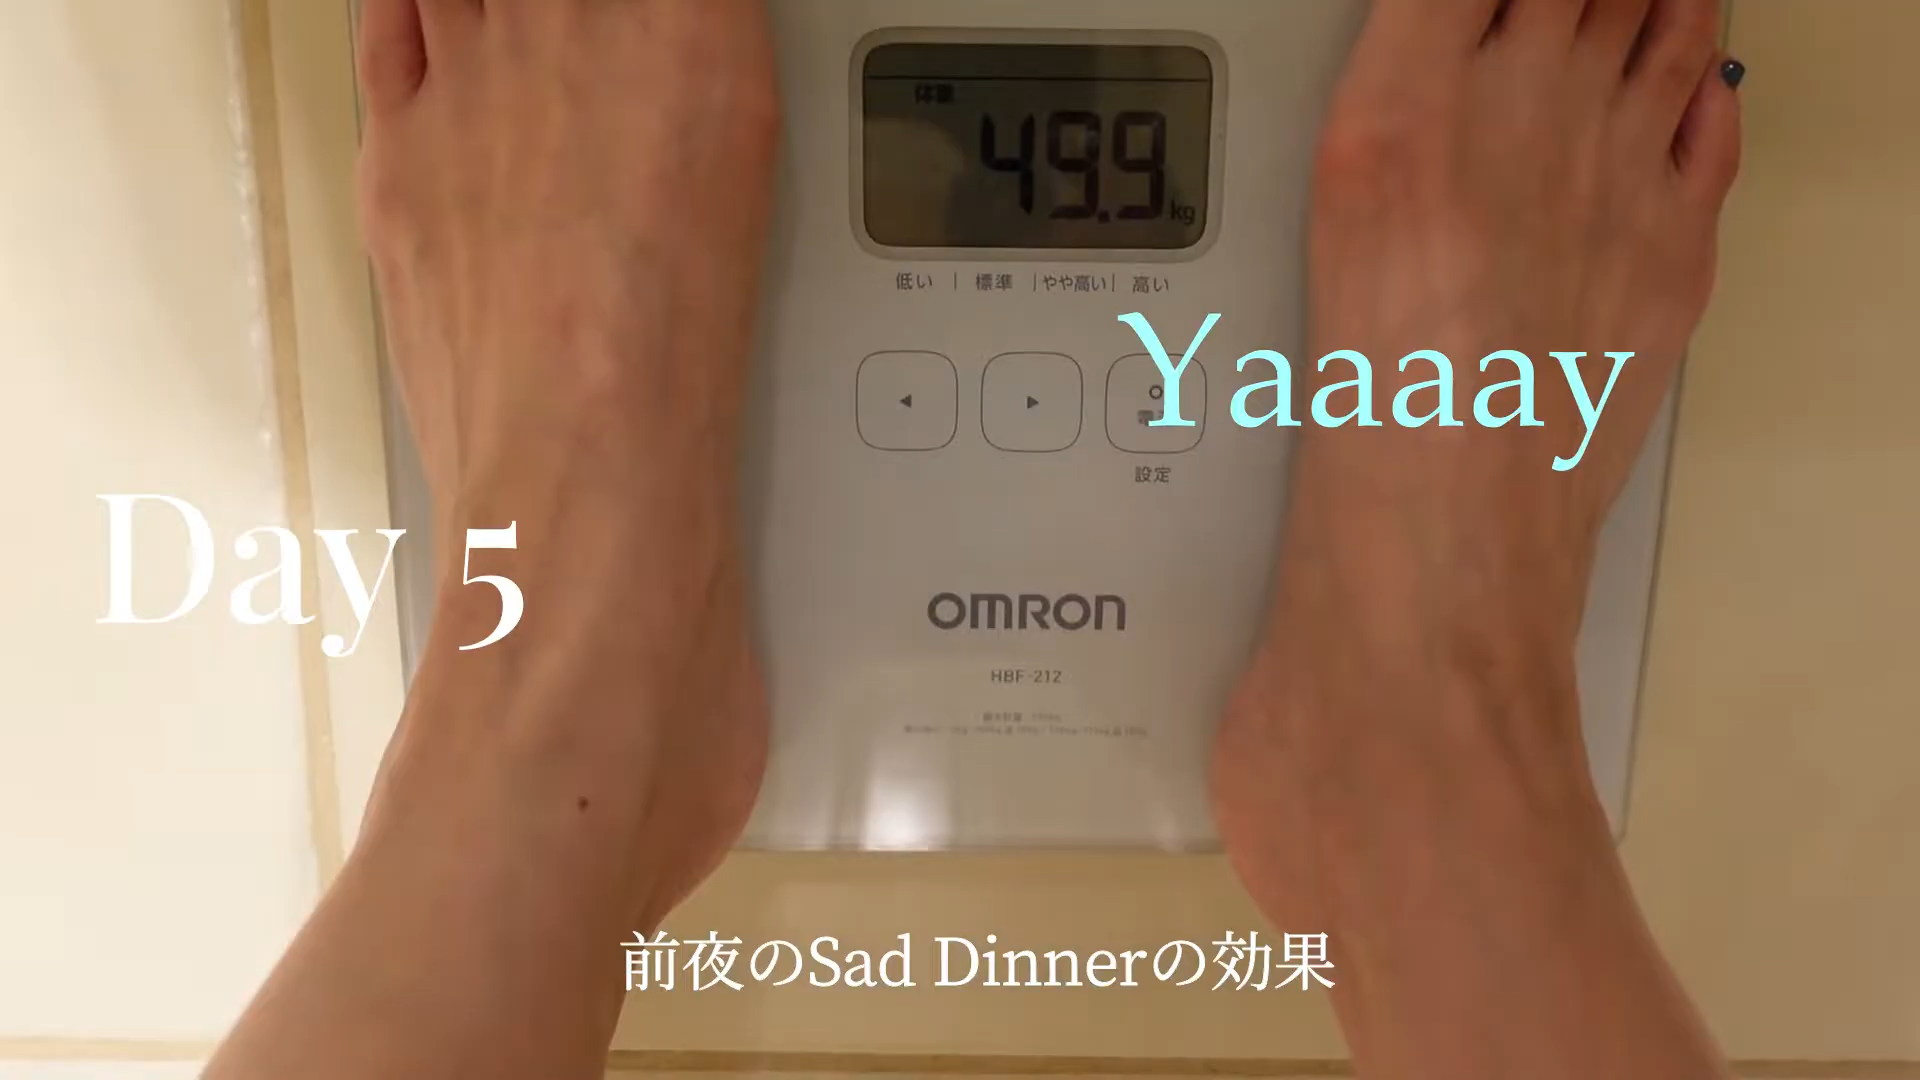 体重
49.9 kg
低い | 標準 | やや高い | 高い
Yaaaay
設定
Day 5
OMRON
HBF-212
前夜のSad Dinnerの効果